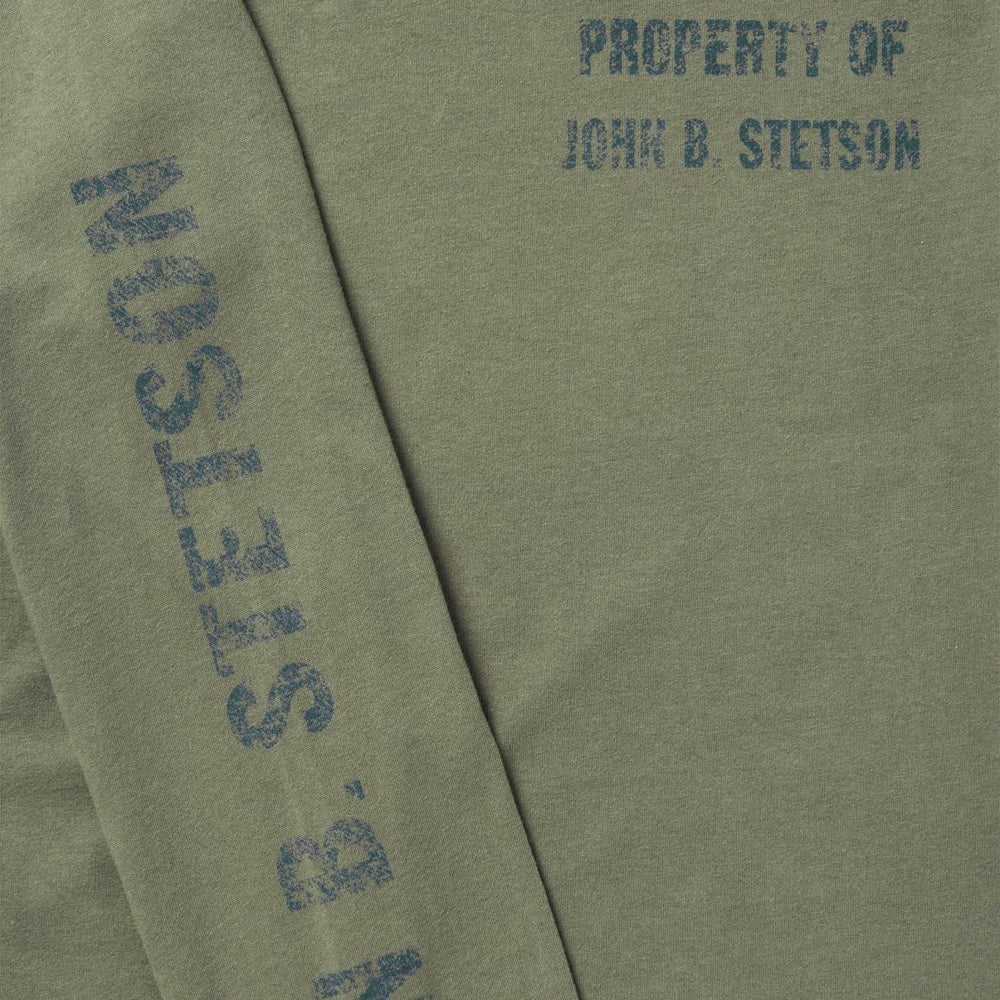 PROPERTY OF
JOHN B. STETSON
N B. STETSON